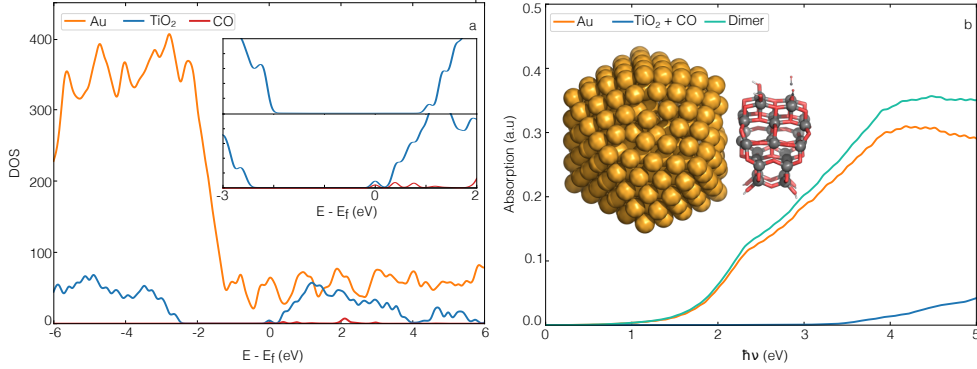 Au TiO₂ CO
a
DOS
400
300
200
100
0
-6 -4 -2 0 2 4 6
E - E_f (eV)
-3 0 2
E - E_f (eV)
Au TiO₂ + CO Dimer
b
Absorption (a.u)
0.5
0.4
0.3
0.2
0.1
0.0
0 1 2 3 4 5
ħν (eV)